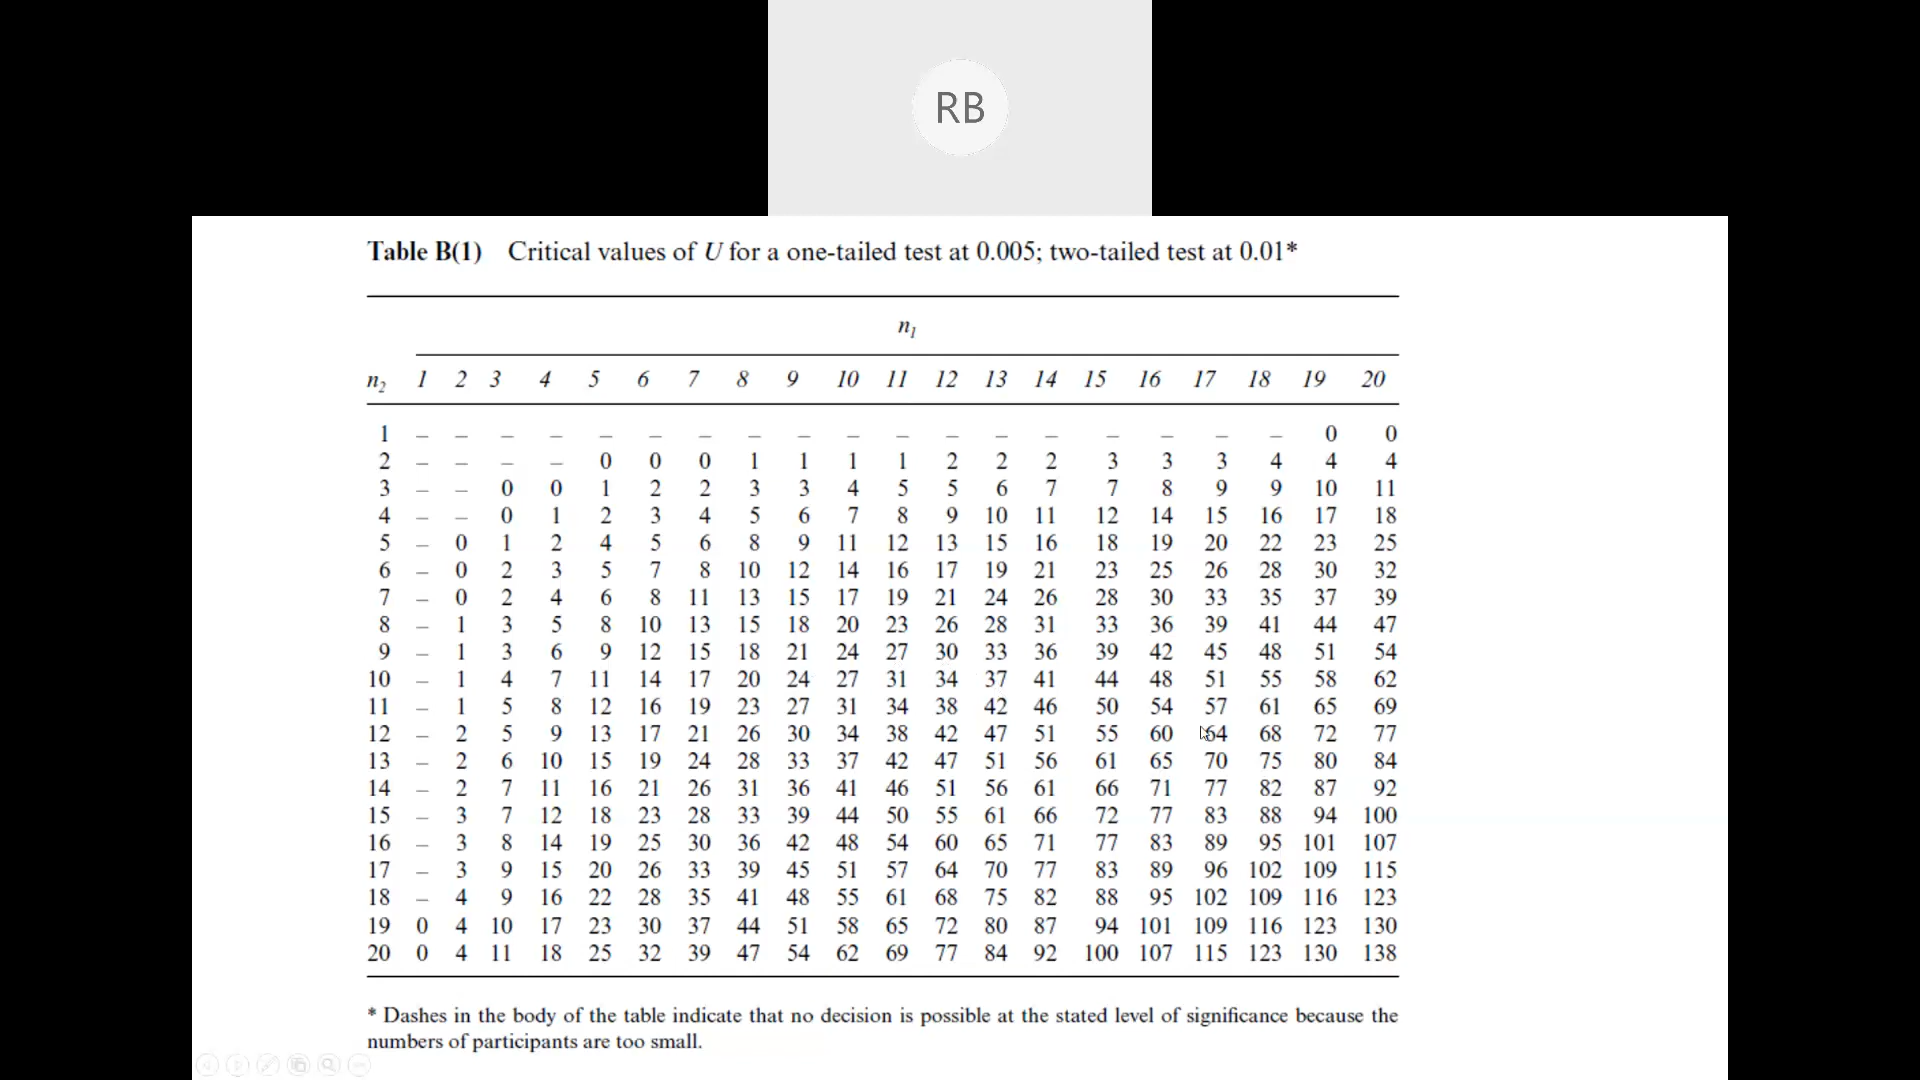 RB
Table B(1) Critical values of U for a one-tailed test at 0.005; two-tailed test at 0.01*
n1
n2 1 2 3 4 5 6 7 8 9 10 11 12 13 14 15 16 17 18 19 20
1 – – – – – – – – – – – – – – – – – – 0 0
2 – – – – 0 0 0 1 1 1 1 2 2 2 3 3 3 4 4 4
3 – – 0 0 1 2 2 3 3 4 5 5 6 7 7 8 9 9 10 11
4 – – 0 1 2 3 4 5 6 7 8 9 10 11 12 14 15 16 17 18
5 – 0 1 2 4 5 6 8 9 11 12 13 15 16 18 19 20 22 23 25
6 – 0 2 3 5 7 8 10 12 14 16 17 19 21 23 25 26 28 30 32
7 – 0 2 4 6 8 11 13 15 17 19 21 24 26 28 30 33 35 37 39
8 – 1 3 5 8 10 13 15 18 20 23 26 28 31 33 36 39 41 44 47
9 – 1 3 6 9 12 15 18 21 24 27 30 33 36 39 42 45 48 51 54
10 – 1 4 7 11 14 17 20 24 27 31 34 37 41 44 48 51 55 58 62
11 – 1 5 8 12 16 19 23 27 31 34 38 42 46 50 54 57 61 65 69
12 – 2 5 9 13 17 21 26 30 34 38 42 47 51 55 60 64 68 72 77
13 – 2 6 10 15 19 24 28 33 37 42 47 51 56 61 65 70 75 80 84
14 – 2 7 11 16 21 26 31 36 41 46 51 56 61 66 71 77 82 87 92
15 – 3 7 12 18 23 28 33 39 44 50 55 61 66 72 77 83 88 94 100
16 – 3 8 14 19 25 30 36 42 48 54 60 65 71 77 83 89 95 101 107
17 – 3 9 15 20 26 33 39 45 51 57 64 70 77 83 89 96 102 109 115
18 – 4 9 16 22 28 35 41 48 55 61 68 75 82 88 95 102 109 116 123
19 0 4 10 17 23 30 37 44 51 58 65 72 80 87 94 101 109 116 123 130
20 0 4 11 18 25 32 39 47 54 62 69 77 84 92 100 107 115 123 130 138
* Dashes in the body of the table indicate that no decision is possible at the stated level of significance because the
numbers of participants are too small.